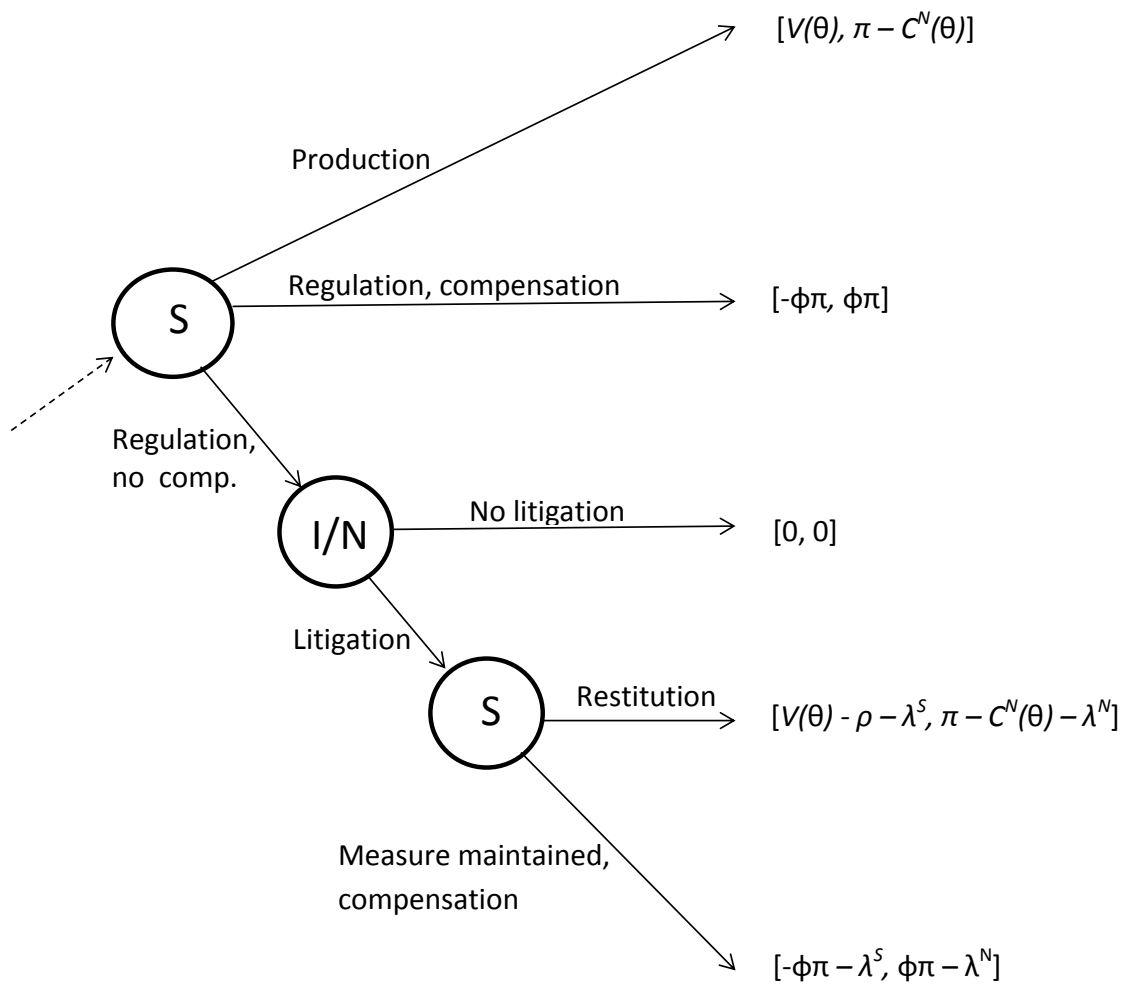 [V(θ), π – C^N(θ)]
Production
Regulation, compensation
[-ϕπ, ϕπ]
S
Regulation,
no comp.
No litigation
I/N
[0, 0]
Litigation
Restitution
S
[V(θ) - ρ – λ^S, π – C^N(θ) – λ^N]
Measure maintained,
compensation
[-ϕπ – λ^S, ϕπ – λ^N]